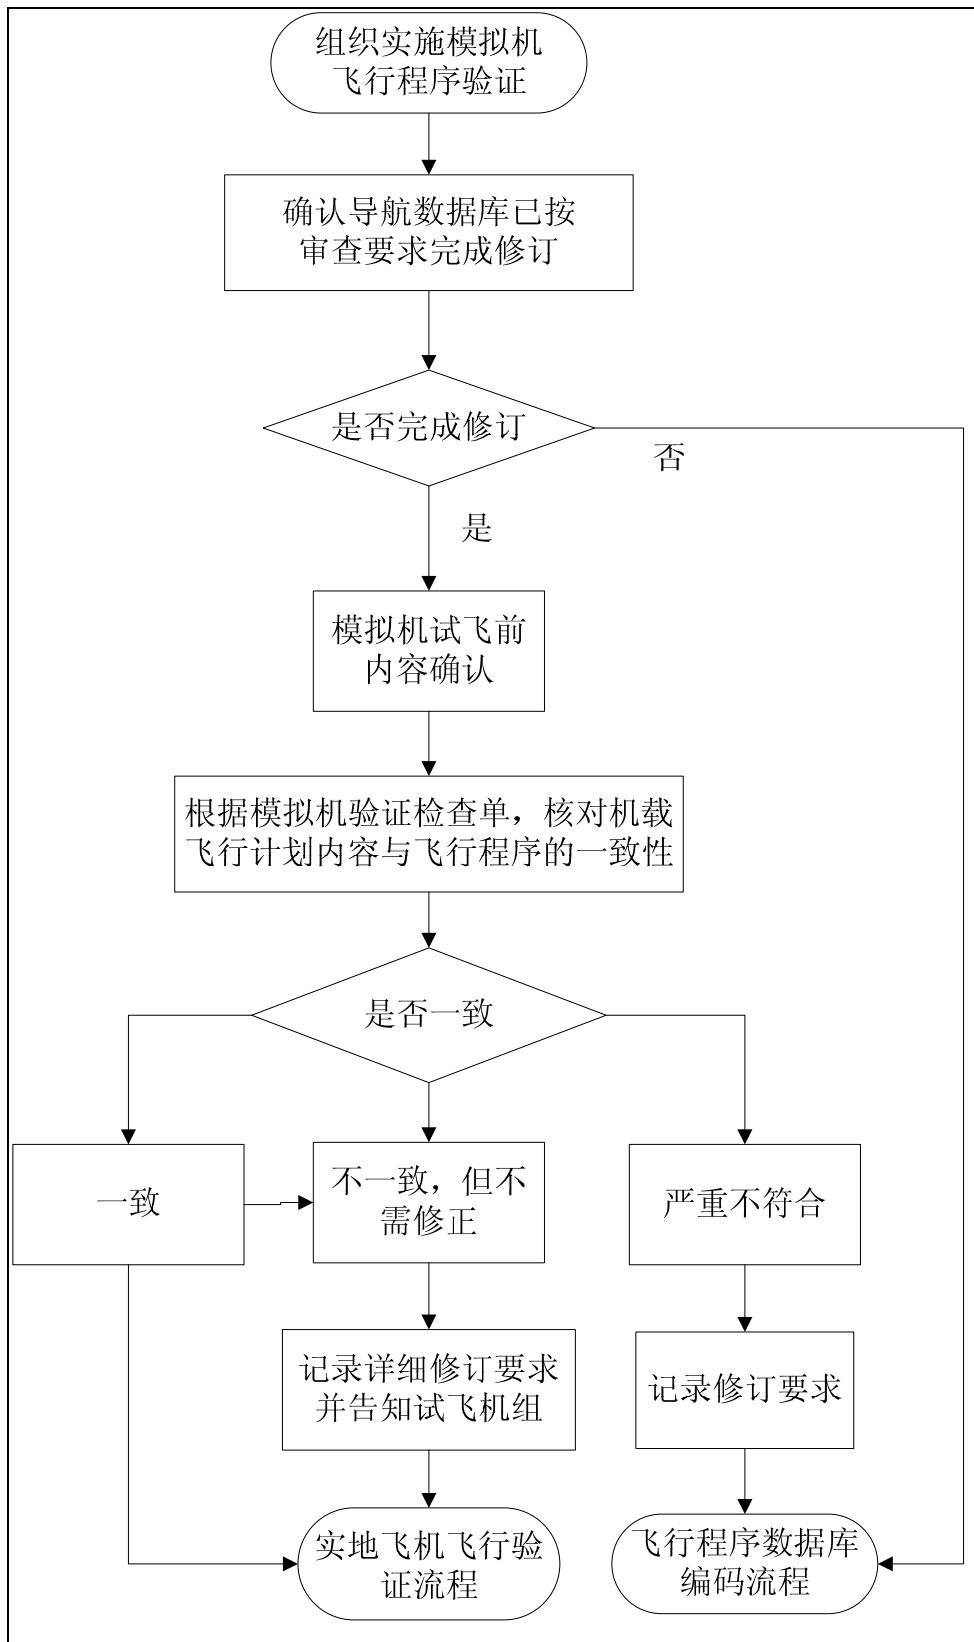 组织实施模拟机
飞行程序验证
确认导航数据库已按
审查要求完成修订
是否完成修订
否
是
模拟机试飞前
内容确认
根据模拟机验证检查单，核对机载
飞行计划内容与飞行程序的一致性
是否一致
一致
不一致，但不
需修正
严重不符合
记录详细修订要求
并告知试飞机组
记录修订要求
实地飞机飞行验
证流程
飞行程序数据库
编码流程